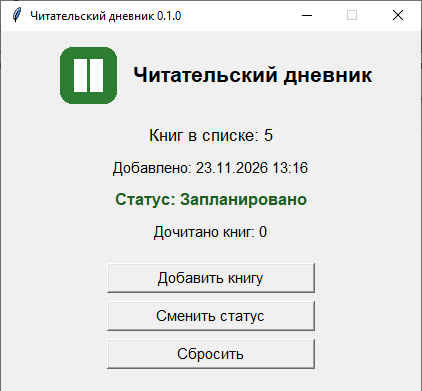 Читательский дневник 0.1.0
Читательский дневник
Книг в списке: 5
Добавлено: 23.11.2026 13:16
Статус: Запланировано
Дочитано книг: 0
Добавить книгу
Сменить статус
Сбросить